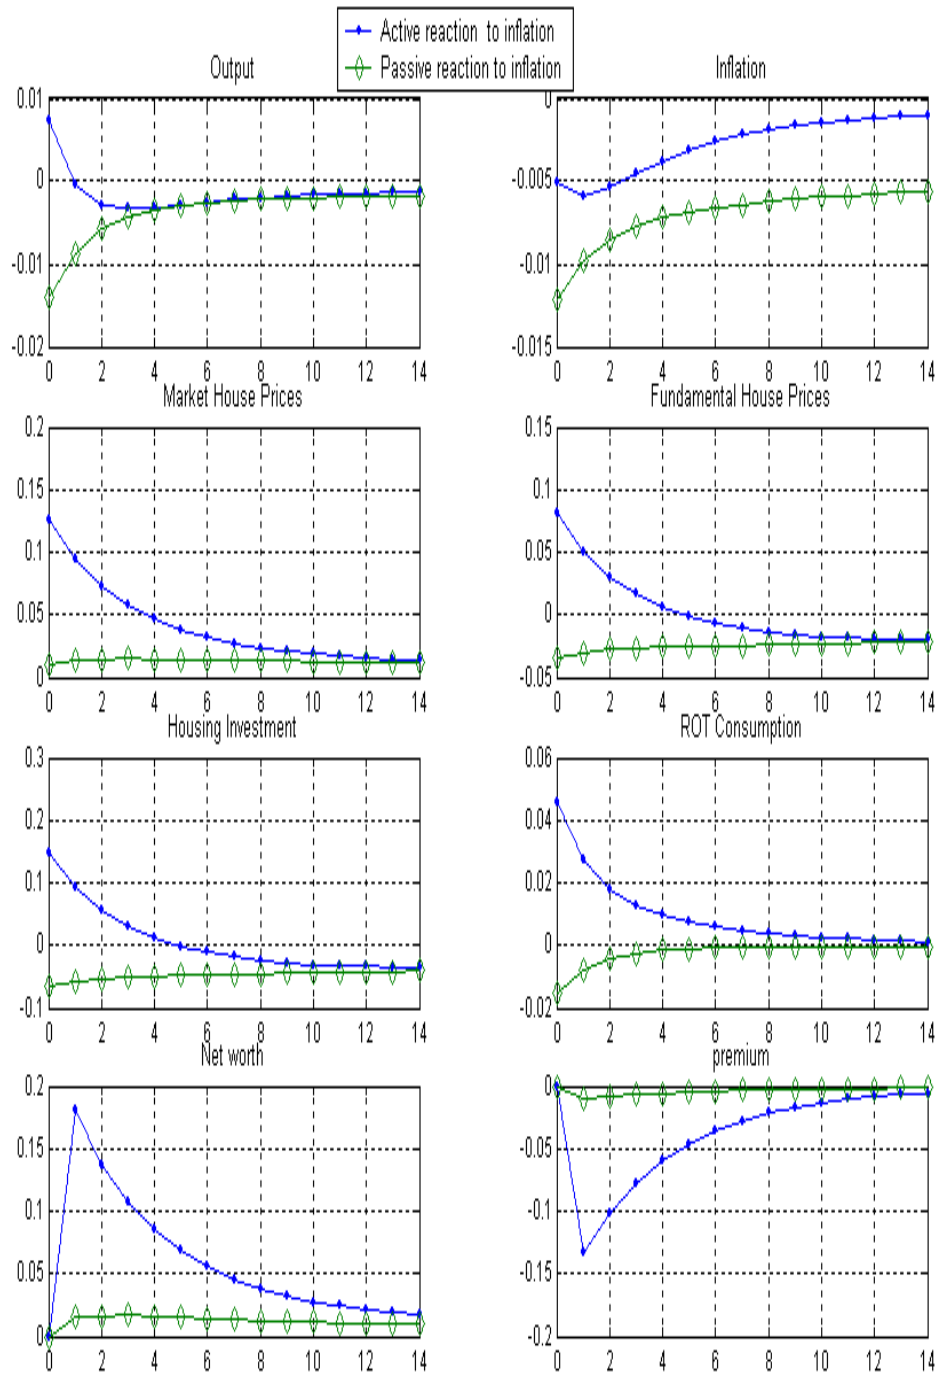 Active reaction to inflation
Passive reaction to inflation
Output
Inflation
0.01
0
-0.01
-0.02
0 2 4 6 8 10 12 14
0
-0.005
-0.01
-0.015
0 2 4 6 8 10 12 14
Market House Prices
Fundamental House Prices
0.2
0.15
0.1
0.05
0
0 2 4 6 8 10 12 14
0.15
0.1
0.05
0
-0.05
0 2 4 6 8 10 12 14
Housing Investment
ROT Consumption
0.3
0.2
0.1
0
-0.1
0 2 4 6 8 10 12 14
0.06
0.04
0.02
0
-0.02
0 2 4 6 8 10 12 14
Net worth
premium
0.2
0.15
0.1
0.05
0
0 2 4 6 8 10 12 14
0
-0.05
-0.1
-0.15
-0.2
0 2 4 6 8 10 12 14